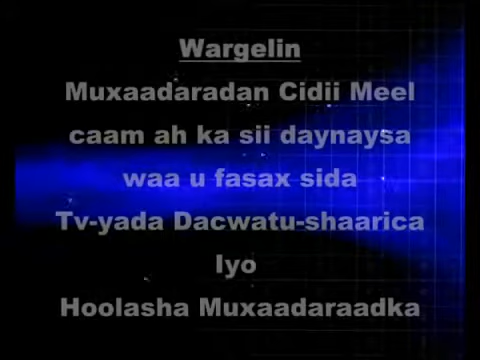 Wargelin
Muxaadaradan Cidii Meel
caam ah ka sii daynaysa
waa u fasax sida
Tv-yada Dacwatu-shaarica
Iyo
Hoolasha Muxaadaraadka